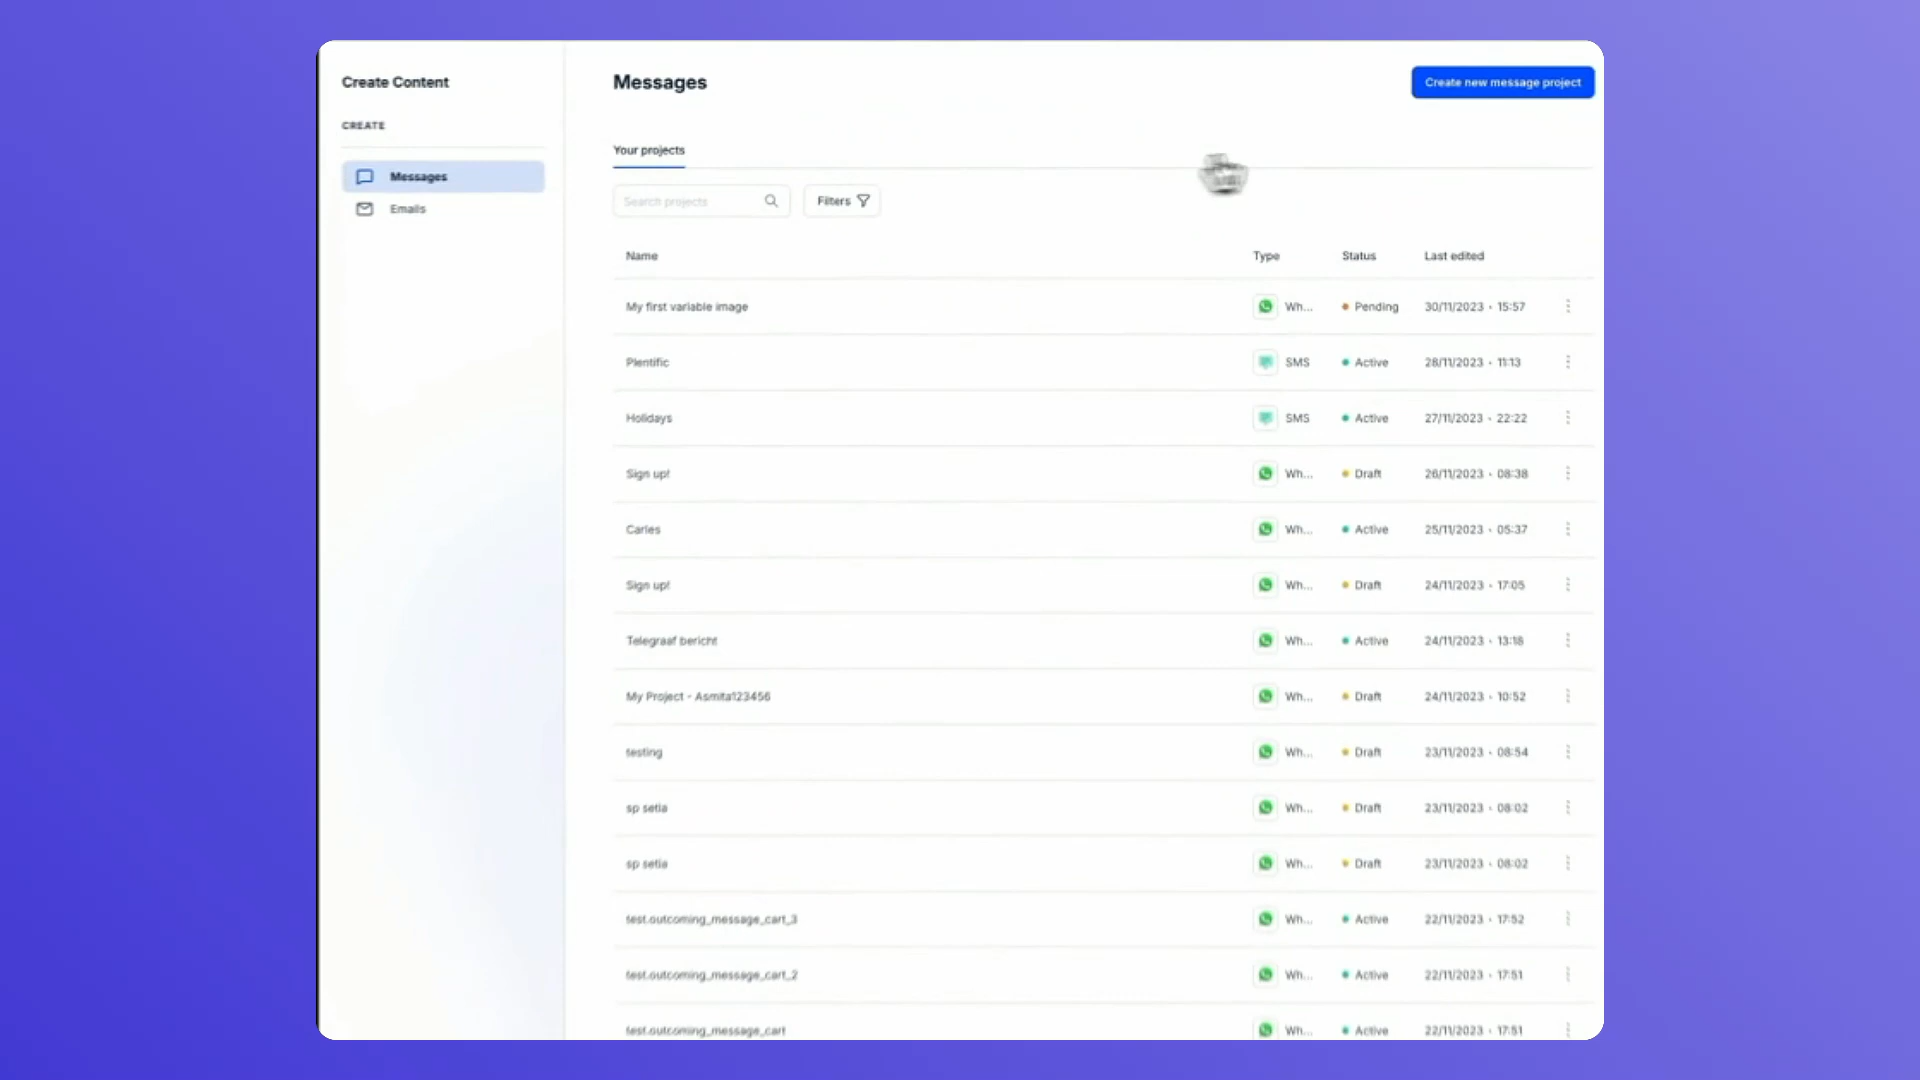 Create Content
CREATE
Messages
Emails
Messages
Create new message project
Your projects
Search projects
Filters
Name Type Status Last edited
My first variable image Wh... Pending 30/11/2023 • 15:57
Plentific SMS Active 28/11/2023 • 11:13
Holidays SMS Active 27/11/2023 • 22:22
Sign up! Wh... Draft 26/11/2023 • 08:38
Carles Wh... Active 25/11/2023 • 05:37
Sign up! Wh... Draft 24/11/2023 • 17:05
Telegraaf bericht Wh... Active 24/11/2023 • 13:18
My Project - Asmita123456 Wh... Draft 24/11/2023 • 10:52
testing Wh... Draft 23/11/2023 • 08:54
sp setia Wh... Draft 23/11/2023 • 08:02
sp setia Wh... Draft 23/11/2023 • 08:02
test.outcoming_message_cart_3 Wh... Active 22/11/2023 • 17:52
test.outcoming_message_cart_2 Wh... Active 22/11/2023 • 17:51
test.outcoming_message_cart Wh... Active 22/11/2023 • 17:51